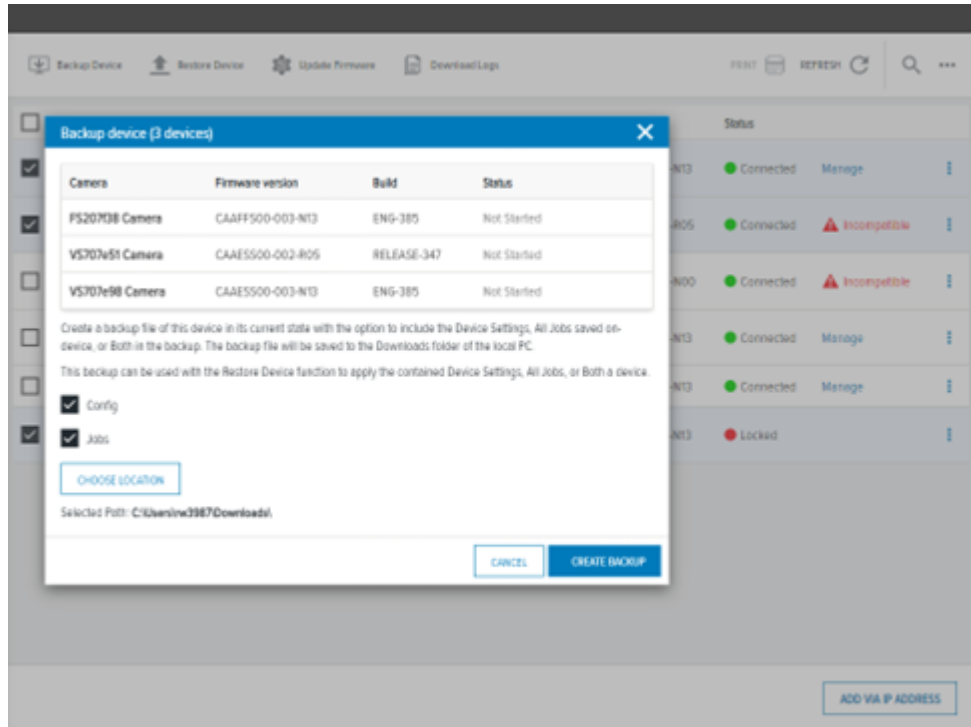 Backup Device Restore Device Update Firmware Download Logs PRINT REFRESH
Status
Backup device (3 devices)
Camera Firmware version Build Status
FS207f38 Camera CAAFFS00-003-N13 ENG-385 Not Started
VS707e51 Camera CAAESS00-002-R05 RELEASE-347 Not Started
VS707e98 Camera CAAESS00-003-N13 ENG-385 Not Started
Create a backup file of this device in its current state with the option to include the Device Settings, All Jobs saved on-
device, or Both in the backup. The backup file will be saved to the Downloads folder of the local PC.
This backup can be used with the Restore Device function to apply the contained Device Settings, All Jobs, or Both a device.
Config
Jobs
CHOOSE LOCATION
Selected Path: C:\Users\rw3987\Downloads\.
CANCEL CREATE BACKUP
-N13 Connected Manage
-R05 Connected Incompatible
-N00 Connected Incompatible
-N13 Connected Manage
-N13 Connected Manage
-N13 Locked
ADD VIA IP ADDRESS